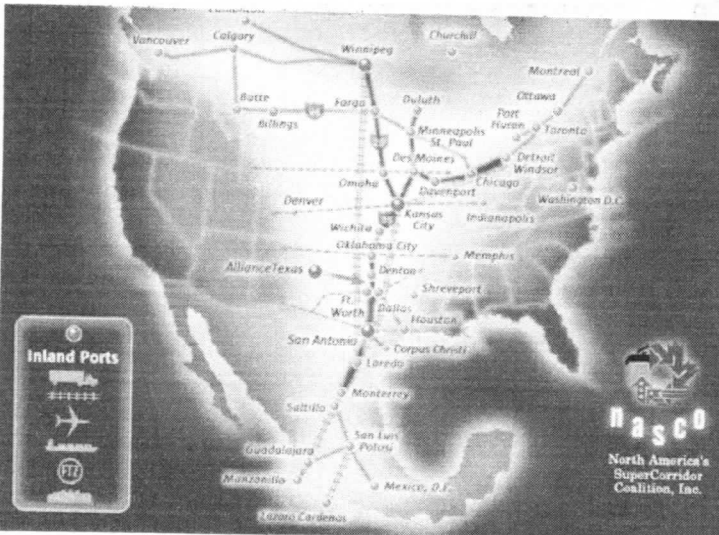 Edmonton
Churchill
Vancouver
Calgary
Winnipeg
Montreal
Ottawa
Butte
Billings
Fargo
Duluth
Port
Huron
Toronto
Minneapolis
St. Paul
Detroit
Windsor
Des Moines
Omaha
Davenport
Chicago
Washington D.C.
Denver
Kansas
City
Indianapolis
Wichita
Oklahoma City
Memphis
AllianceTexas
Denton
Ft.
Worth
Dallas
Shreveport
Houston
San Antonio
Corpus Christi
Laredo
Monterrey
Saltillo
San Luis
Potosi
Guadalajara
Manzanillo
Mexico, D.F.
Lazaro Cardenas
Inland Ports
FTZ
nasco
North America's
SuperCorridor
Coalition, Inc.